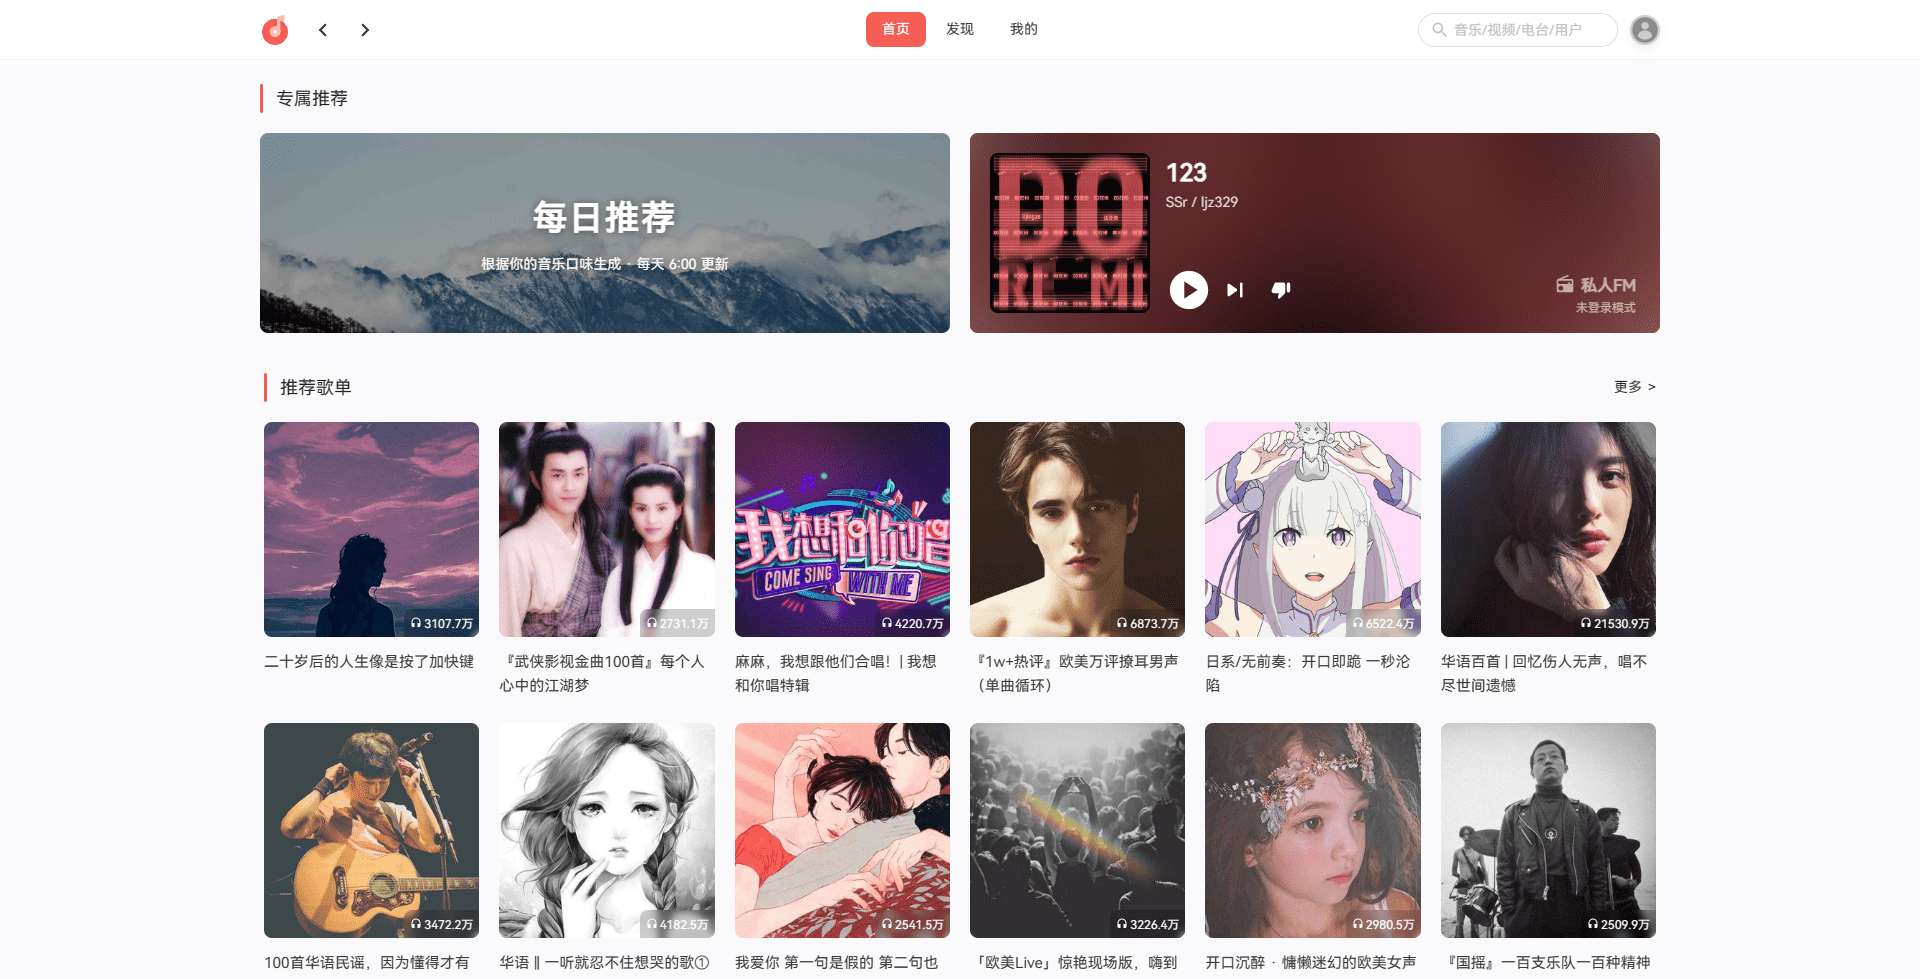 首页
发现
我的
音乐/视频/电台/用户
专属推荐
每日推荐
根据你的音乐口味生成 · 每天 6:00 更新
DO
RE MI
123
SSr / ljz329
私人FM
未登录模式
推荐歌单
更多 >
我想和你唱
COME SING WITH ME
3107.7万
2731.1万
4220.7万
6873.7万
6522.4万
21530.9万
二十岁后的人生像是按了加快键
『武侠影视金曲100首』每个人
心中的江湖梦
麻麻，我想跟他们合唱！| 我想
和你唱特辑
『1w+热评』欧美万评撩耳男声
（单曲循环）
日系/无前奏：开口即跪 一秒沦
陷
华语百首 | 回忆伤人无声，唱不
尽世间遗憾
3472.2万
4182.5万
2541.5万
3226.4万
2980.5万
2509.9万
100首华语民谣，因为懂得才有
华语 ‖ 一听就忍不住想哭的歌①
我爱你 第一句是假的 第二句也
「欧美Live」惊艳现场版，嗨到
开口沉醉 · 慵懒迷幻的欧美女声
『国摇』一百支乐队一百种精神